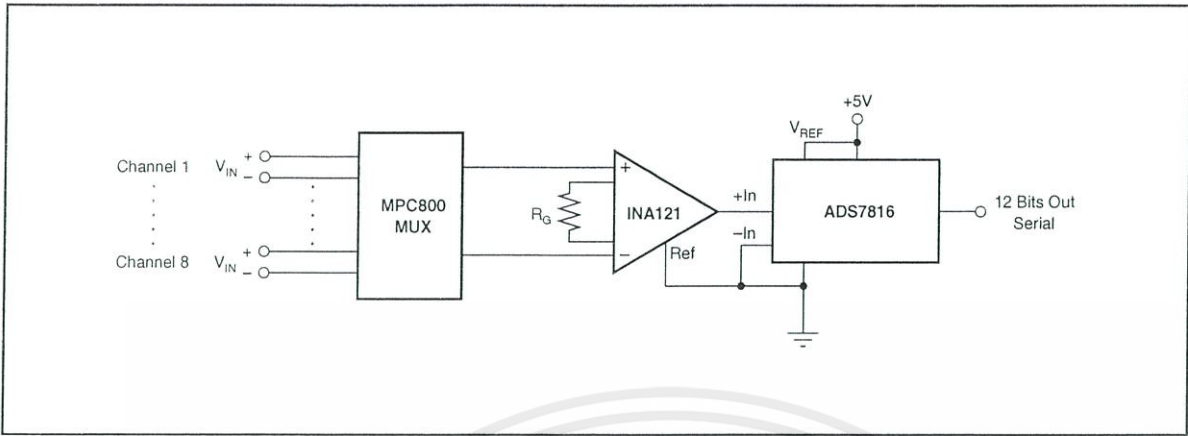 +5V
V_REF
Channel 1 V_IN + −
MPC800
MUX
+
R_G
INA121
−
+In
−In
Ref
ADS7816
12 Bits Out
Serial
Channel 8 V_IN + −